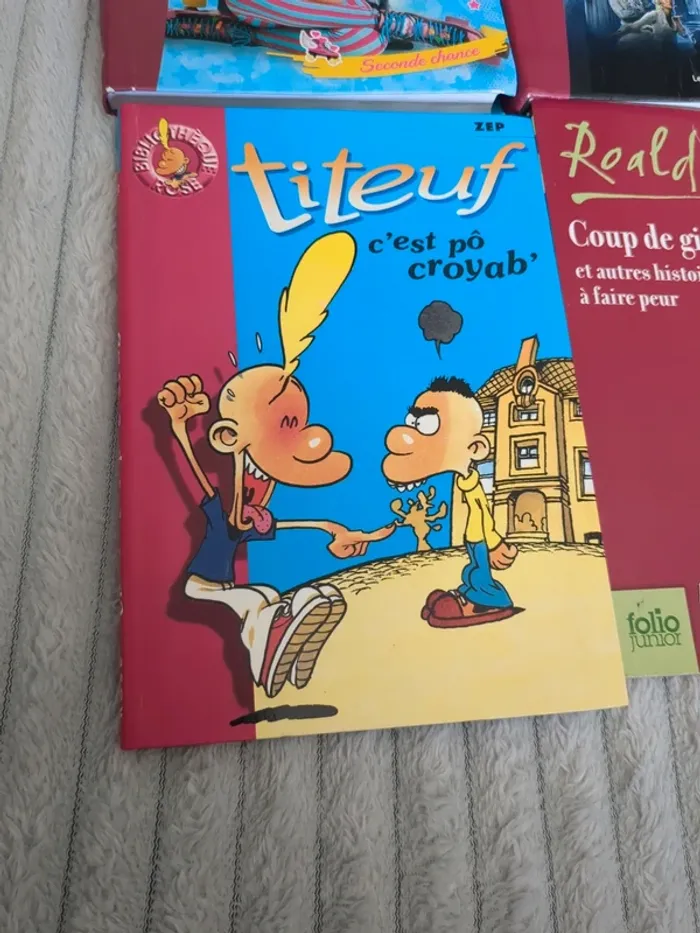 Seconde chance
BIBLIOTHÈQUE
ROSE
ZEP
titeuf
c'est pô
croyab'
Roald
Coup de gi
et autres histoi
à faire peur
folio
junior